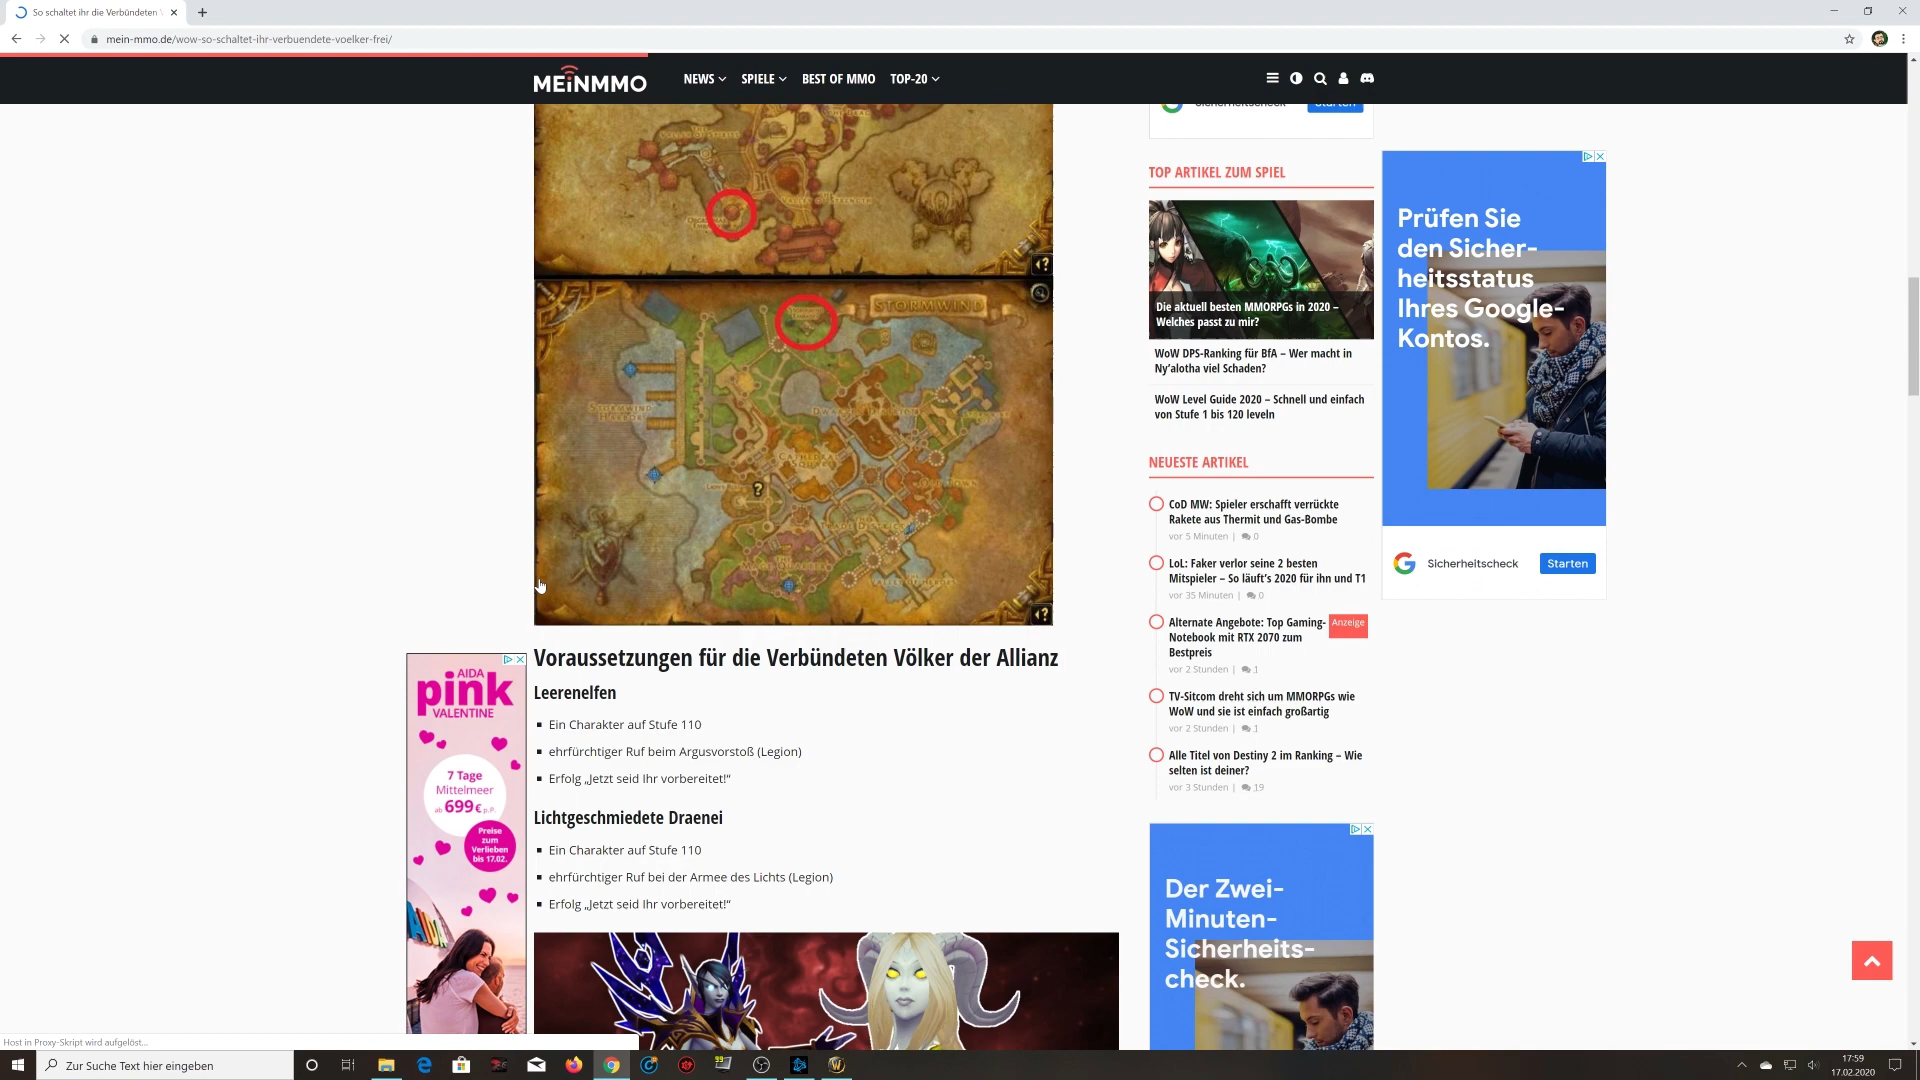 So schaltet ihr die Verbündeten
mein-mmo.de/wow-so-schaltet-ihr-verbuendete-voelker-frei/
MEiNMMO
NEWS
SPIELE
BEST OF MMO
TOP-20
STORMWIND
Voraussetzungen für die Verbündeten Völker der Allianz
Leerenelfen
Ein Charakter auf Stufe 110
ehrfürchtiger Ruf beim Argusvorstoß (Legion)
Erfolg „Jetzt seid Ihr vorbereitet!“
Lichtgeschmiedete Draenei
Ein Charakter auf Stufe 110
ehrfürchtiger Ruf bei der Armee des Lichts (Legion)
Erfolg „Jetzt seid Ihr vorbereitet!“
AIDA
pink
VALENTINE
7 Tage
Mittelmeer
ab 699€ p.P.
Preise
zum
Verlieben
bis 17.02.
Sicherheitscheck
Starten
TOP ARTIKEL ZUM SPIEL
Die aktuell besten MMORPGs in 2020 –
Welches passt zu mir?
WoW DPS-Ranking für BfA – Wer macht in
Ny’alotha viel Schaden?
WoW Level Guide 2020 – Schnell und einfach
von Stufe 1 bis 120 leveln
NEUESTE ARTIKEL
CoD MW: Spieler erschafft verrückte
Rakete aus Thermit und Gas-Bombe
vor 5 Minuten | 0
LoL: Faker verlor seine 2 besten
Mitspieler – So läuft’s 2020 für ihn und T1
vor 35 Minuten | 0
Alternate Angebote: Top Gaming-
Notebook mit RTX 2070 zum
Bestpreis
Anzeige
vor 2 Stunden | 1
TV-Sitcom dreht sich um MMORPGs wie
WoW und sie ist einfach großartig
vor 2 Stunden | 1
Alle Titel von Destiny 2 im Ranking – Wie
selten ist deiner?
vor 3 Stunden | 19
Der Zwei-
Minuten-
Sicherheits-
check.
Prüfen Sie
den Sicher-
heitsstatus
Ihres Google-
Kontos.
Sicherheitscheck
Starten
Host in Proxy-Skript wird aufgelöst...
Zur Suche Text hier eingeben
17:59
17.02.2020